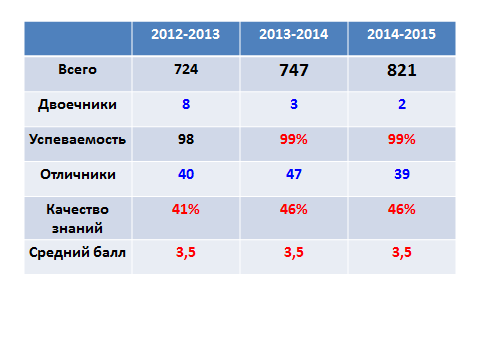 2012-2013 2013-2014 2014-2015
Всего 724 747 821
Двоечники 8 3 2
Успеваемость 98 99% 99%
Отличники 40 47 39
Качество знаний 41% 46% 46%
Средний балл 3,5 3,5 3,5